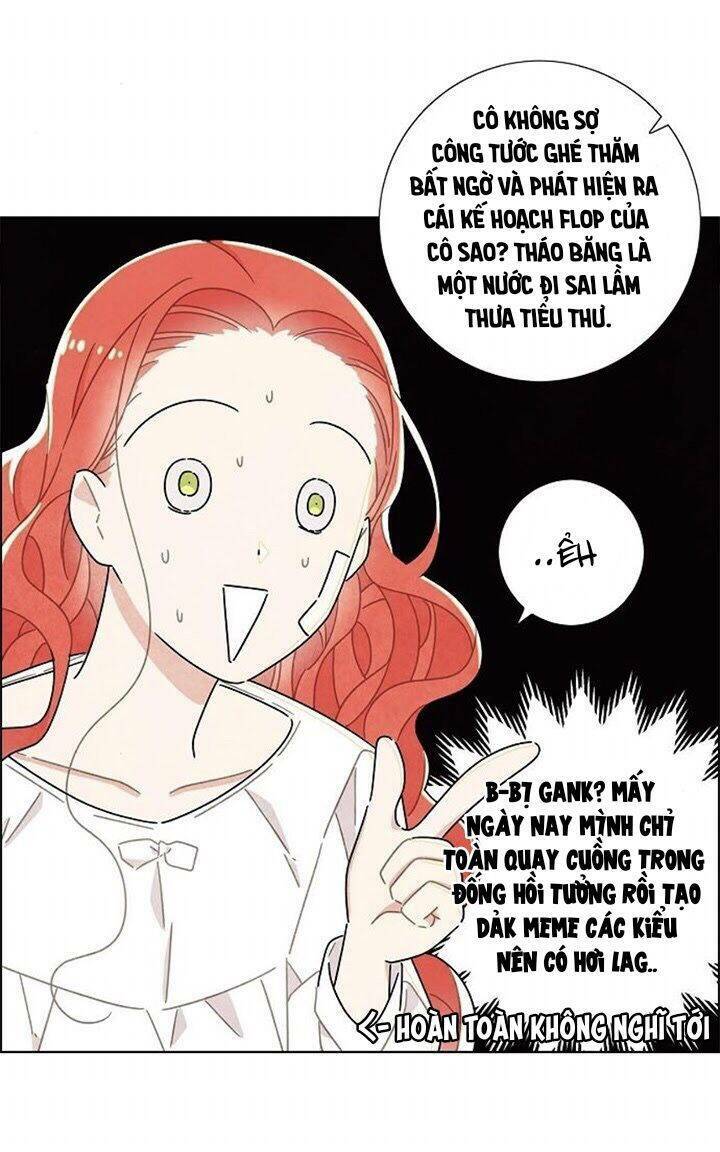 CÔ KHÔNG SỢ
CÔNG TƯỚC GHÉ THĂM
BẤT NGỜ VÀ PHÁT HIỆN RA
CÁI KẾ HOẠCH FLOP CỦA
CÔ SAO? THÁO BĂNG LÀ
MỘT NƯỚC ĐI SAI LẦM
THƯA TIỂU THƯ.
..ỂH
B-BỊ GANK? MẤY
NGÀY NAY MÌNH CHỈ
TOÀN QUAY CUỒNG TRONG
ĐỐNG HỒI TƯỞNG RỒI TẠO
DẢK MEME CÁC KIỂU
NÊN CÓ HƠI LAG..
<- HOÀN TOÀN KHÔNG NGHĨ TỚI